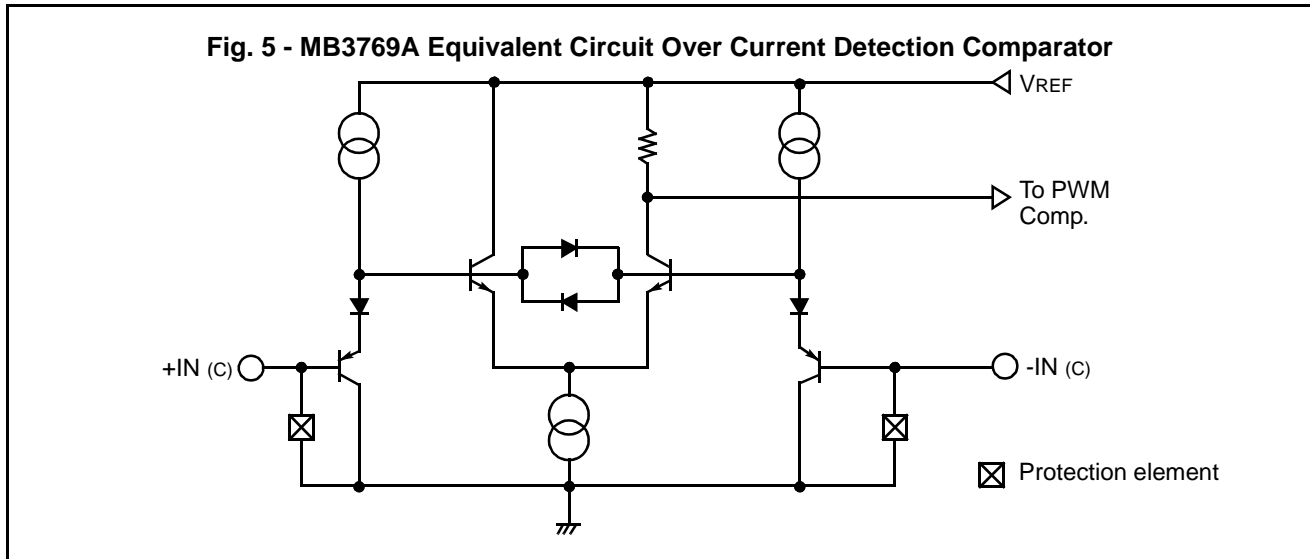 Fig. 5 - MB3769A Equivalent Circuit Over Current Detection Comparator
VREF
To PWM
Comp.
+IN (C)
-IN (C)
Protection element